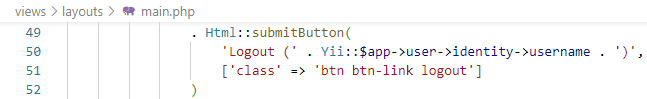 views > layouts > main.php
49 . Html::submitButton(
50 'Logout (' . Yii::$app->user->identity->username . ')',
51 ['class' => 'btn btn-link logout']
52 )